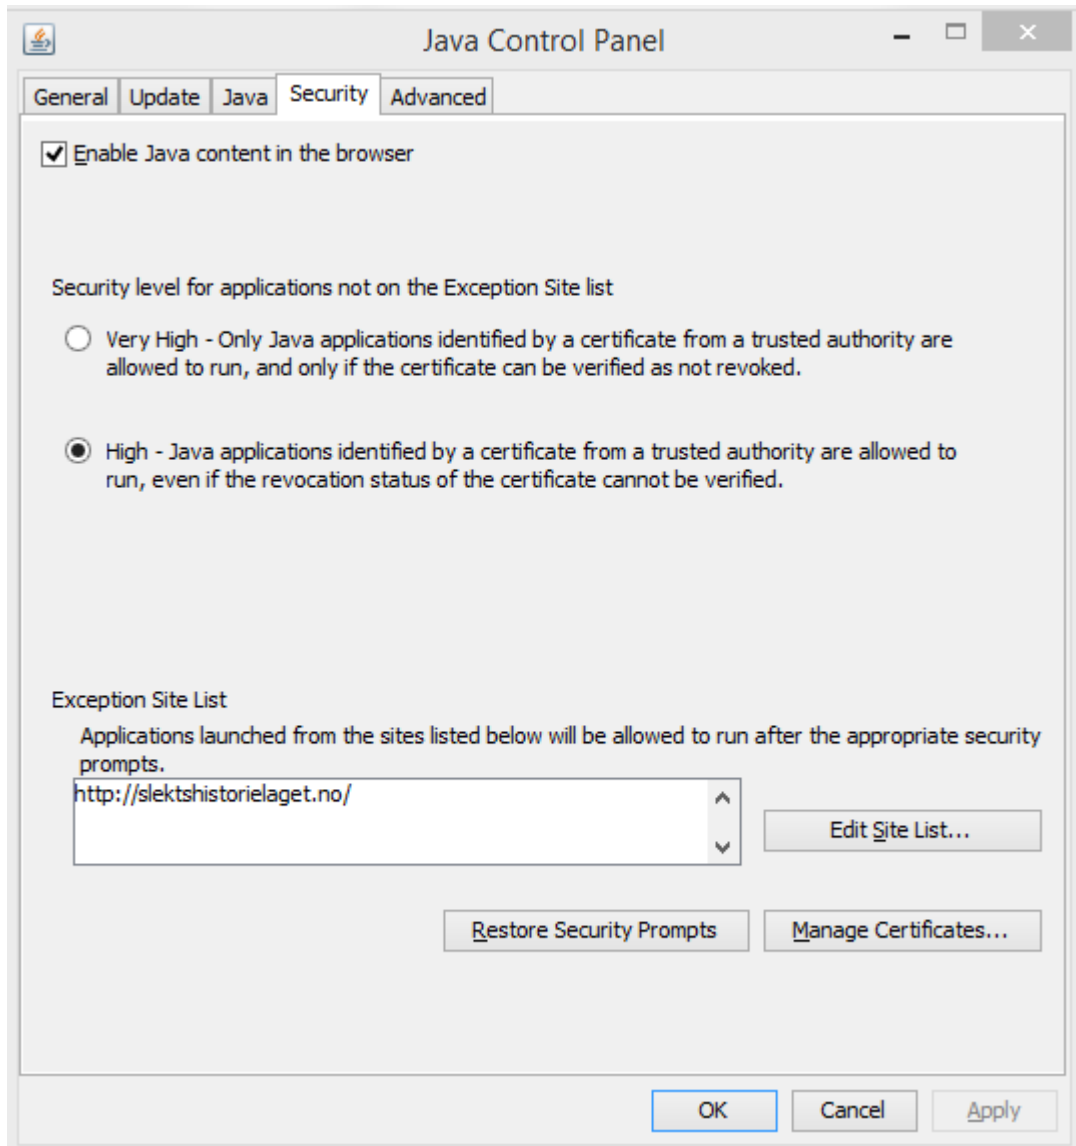 Java Control Panel
General Update Java Security Advanced
Enable Java content in the browser
Security level for applications not on the Exception Site list
Very High - Only Java applications identified by a certificate from a trusted authority are
allowed to run, and only if the certificate can be verified as not revoked.
High - Java applications identified by a certificate from a trusted authority are allowed to
run, even if the revocation status of the certificate cannot be verified.
Exception Site List
Applications launched from the sites listed below will be allowed to run after the appropriate security
prompts.
http://slektshistorielaget.no/
Edit Site List...
Restore Security Prompts Manage Certificates...
OK Cancel Apply